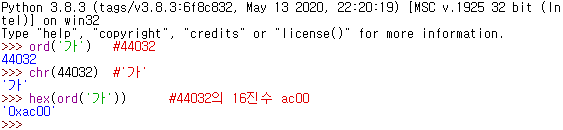 Python 3.8.3 (tags/v3.8.3:6f8c832, May 13 2020, 22:20:19) [MSC v.1925 32 bit (In
tel)] on win32
Type "help", "copyright", "credits" or "license()" for more information.
>>> ord('가')   #44032
44032
>>> chr(44032)  #'가'
'가'
>>> hex(ord('가'))      #44032의 16진수 ac00
'0xac00'
>>>